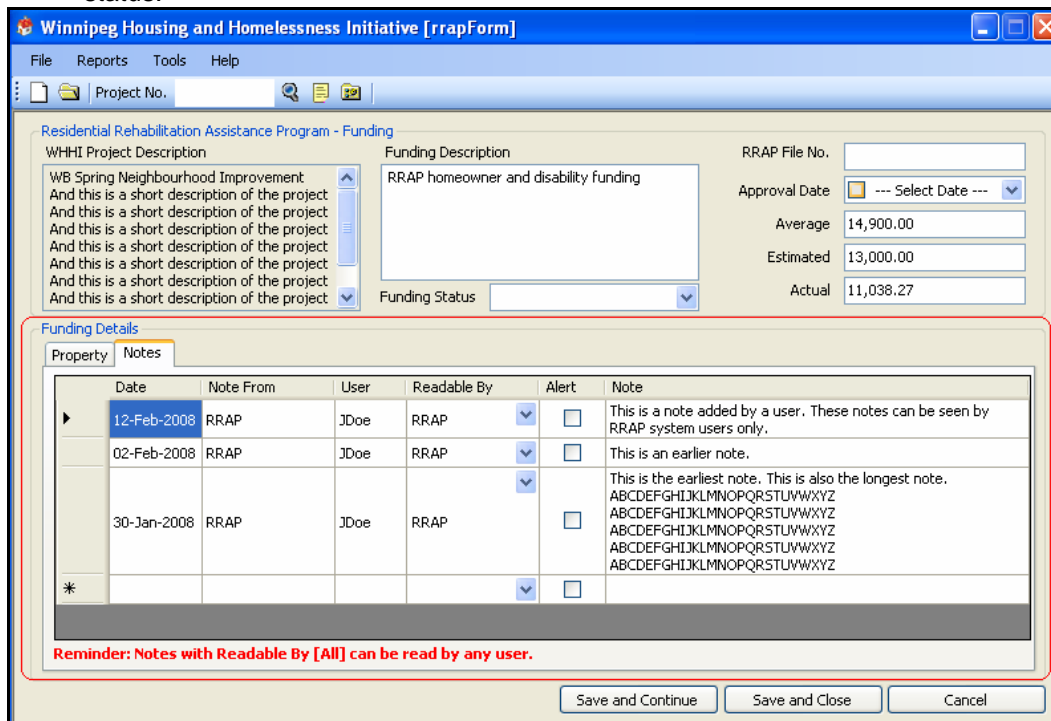 status.
Winnipeg Housing and Homelessness Initiative [rrapForm]
File Reports Tools Help
Project No.
Residential Rehabilitation Assistance Program - Funding
WHHI Project Description
WB Spring Neighbourhood Improvement
And this is a short description of the project
And this is a short description of the project
And this is a short description of the project
And this is a short description of the project
And this is a short description of the project
And this is a short description of the project
And this is a short description of the project
Funding Description
RRAP homeowner and disability funding
Funding Status
RRAP File No.
Approval Date --- Select Date ---
Average 14,900.00
Estimated 13,000.00
Actual 11,038.27
Funding Details
Property Notes
Date Note From User Readable By Alert Note
12-Feb-2008 RRAP JDoe RRAP This is a note added by a user. These notes can be seen by
RRAP system users only.
02-Feb-2008 RRAP JDoe RRAP This is an earlier note.
30-Jan-2008 RRAP JDoe RRAP This is the earliest note. This is also the longest note.
ABCDEFGHIJKLMNOPQRSTUVWXYZ
ABCDEFGHIJKLMNOPQRSTUVWXYZ
ABCDEFGHIJKLMNOPQRSTUVWXYZ
ABCDEFGHIJKLMNOPQRSTUVWXYZ
ABCDEFGHIJKLMNOPQRSTUVWXYZ
Reminder: Notes with Readable By [All] can be read by any user.
Save and Continue Save and Close Cancel